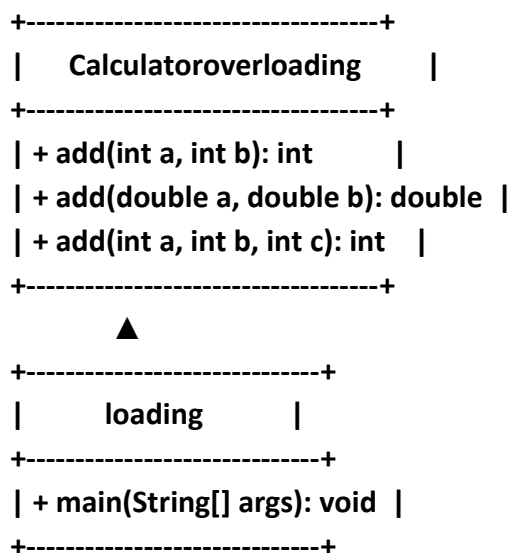 +------------------------------------+
| Calculatoroverloading |
+------------------------------------+
| + add(int a, int b): int |
| + add(double a, double b): double |
| + add(int a, int b, int c): int |
+------------------------------------+
▲
+------------------------------+
| loading |
+------------------------------+
| + main(String[] args): void |
+------------------------------+